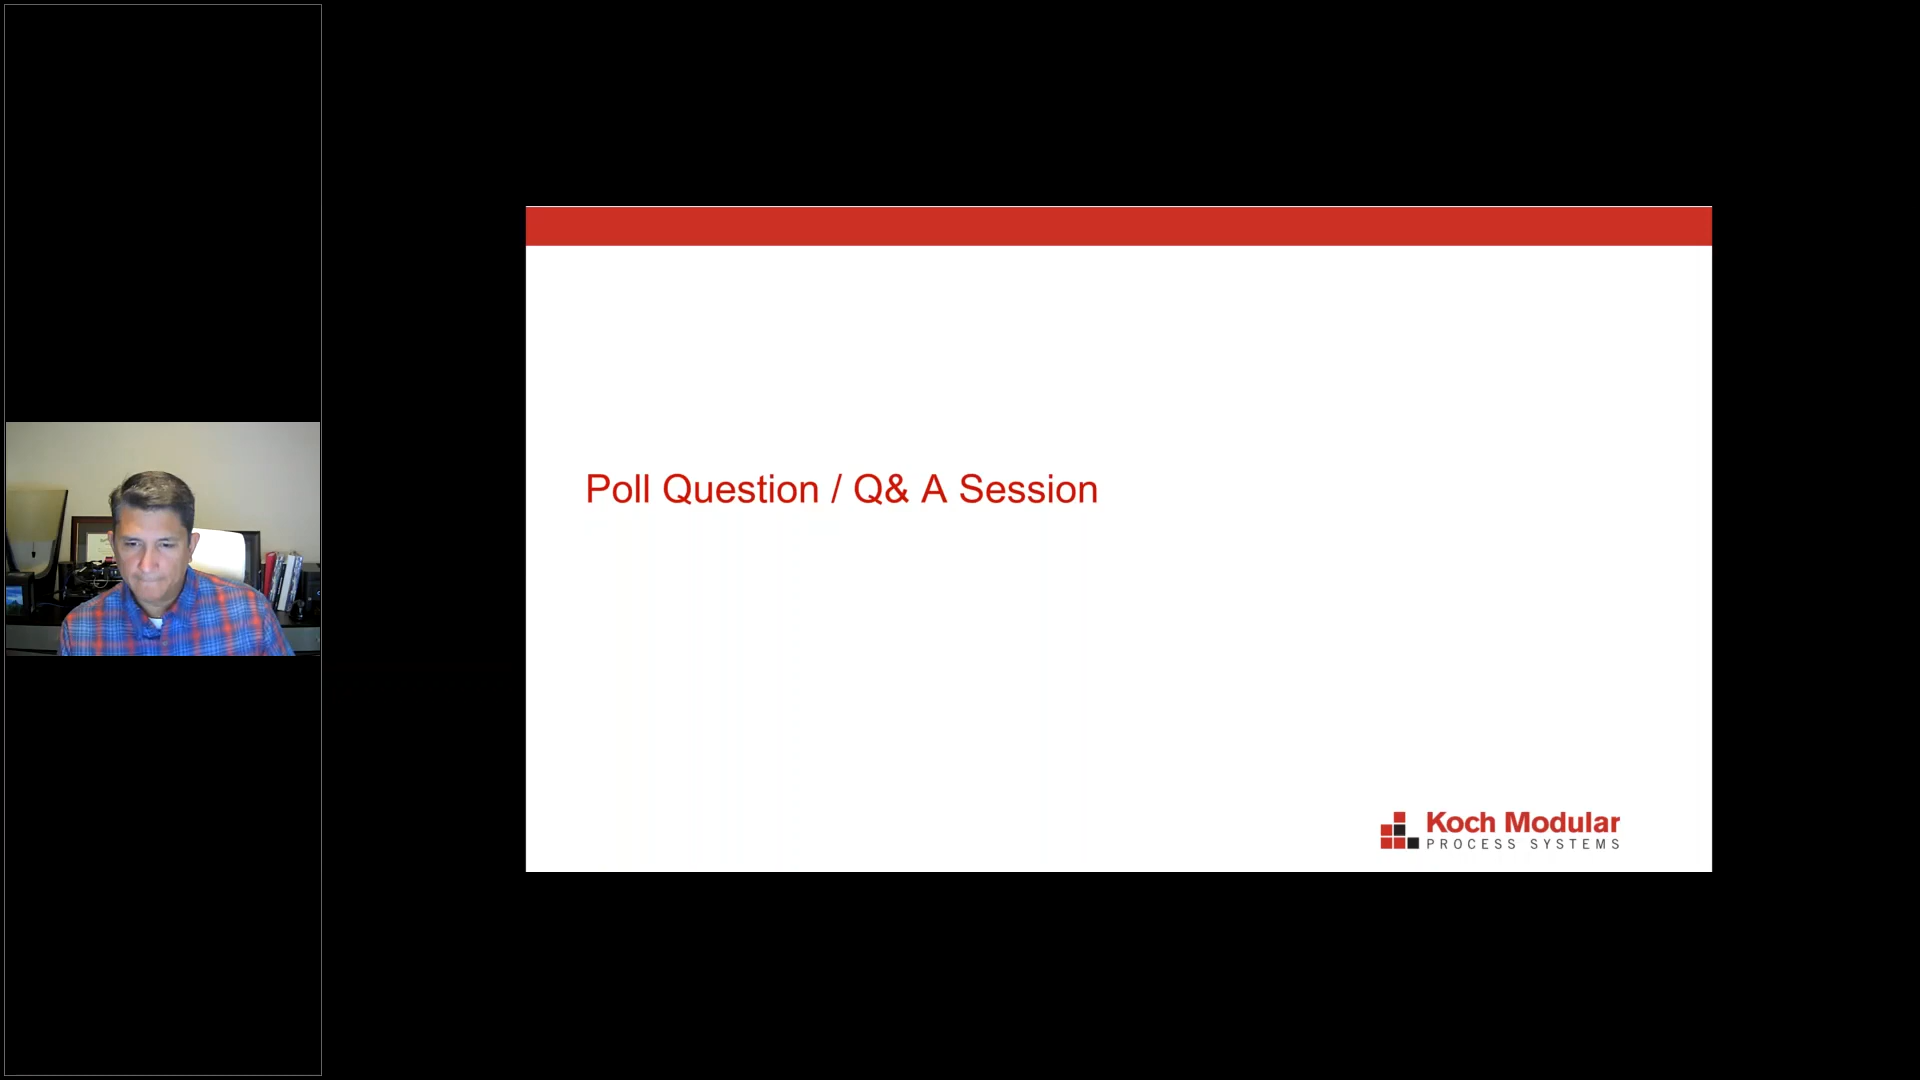 Poll Question / Q& A Session
Koch Modular
PROCESS SYSTEMS